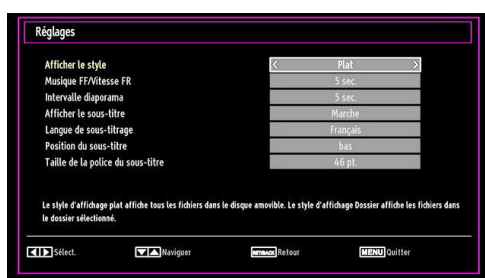 Réglages
Afficher le style < Plat >
Musique FF/Vitesse FR 5 sec.
Intervalle diaporama 5 sec.
Afficher le sous-titre Marche
Langue de sous-titrage Français
Position du sous-titre bas
Taille de la police du sous-titre 46 pt.
Le style d'affichage plat affiche tous les fichiers dans le disque amovible. Le style d'affichage Dossier affiche les fichiers dans
le dossier sélectionné.
Sélect. Naviguer Retour MENU Quitter